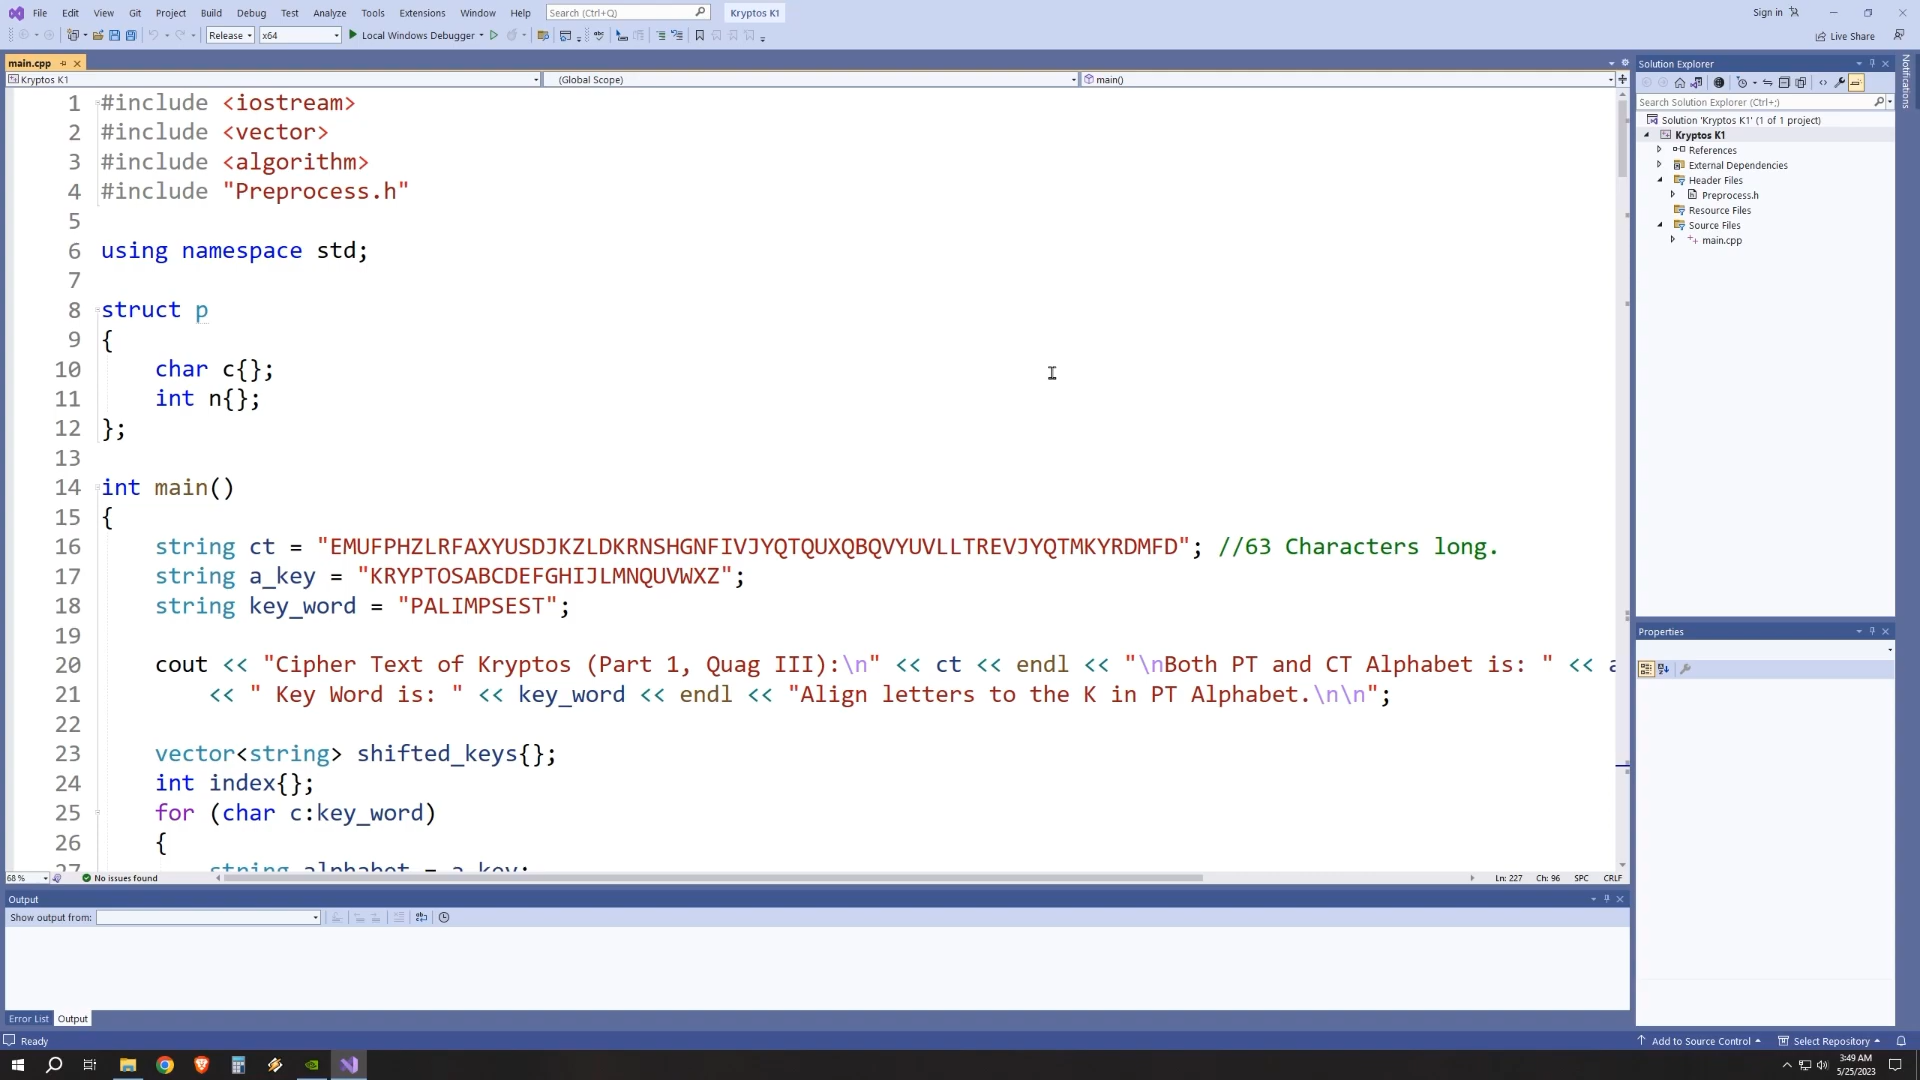 File Edit View Git Project Build Debug Test Analyze Tools Extensions Window Help Search (Ctrl+Q) Kryptos K1 Sign in
Release x64 Local Windows Debugger Live Share
main.cpp
Kryptos K1 (Global Scope) main()
1 #include <iostream>
2 #include <vector>
3 #include <algorithm>
4 #include "Preprocess.h"
5
6 using namespace std;
7
8 struct p
9 {
10 char c{};
11 int n{};
12 };
13
14 int main()
15 {
16 string ct = "EMUFPHZLRFAXYUSDJKZLDKRNSHGNFIVJYQTQUXQBQVYUVLLTREVJYQTMKYRDMFD"; //63 Characters long.
17 string a_key = "KRYPTOSABCDEFGHIJLMNQUVWXZ";
18 string key_word = "PALIMPSEST";
19
20 cout << "Cipher Text of Kryptos (Part 1, Quag III):\n" << ct << endl << "\nBoth PT and CT Alphabet is: " << a
21 << " Key Word is: " << key_word << endl << "Align letters to the K in PT Alphabet.\n\n";
22
23 vector<string> shifted_keys{};
24 int index{};
25 for (char c:key_word)
26 {
27 string alphabet = a_key;
68 % No issues found Ln: 227 Ch: 96 SPC CRLF
Output
Show output from:
Error List Output
Ready
Solution Explorer
Search Solution Explorer (Ctrl+;)
Solution 'Kryptos K1' (1 of 1 project)
Kryptos K1
References
External Dependencies
Header Files
Preprocess.h
Resource Files
Source Files
main.cpp
Properties
Notifications
Add to Source Control Select Repository
3:49 AM
5/25/2023